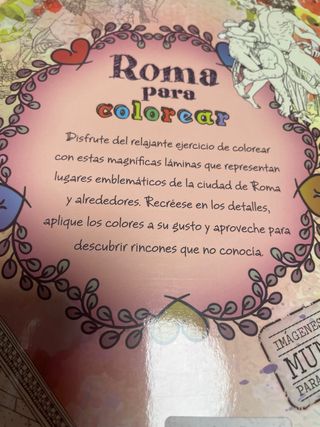 Roma
para
colorear
Disfrute del relajante ejercicio de colorear
con estas magníficas láminas que representan
lugares emblemáticos de la ciudad de Roma
y alrededores. Recréese en los detalles,
aplique los colores a su gusto y aproveche para
descubrir rincones que no conocía.
IMÁGENES
MUN
PARA